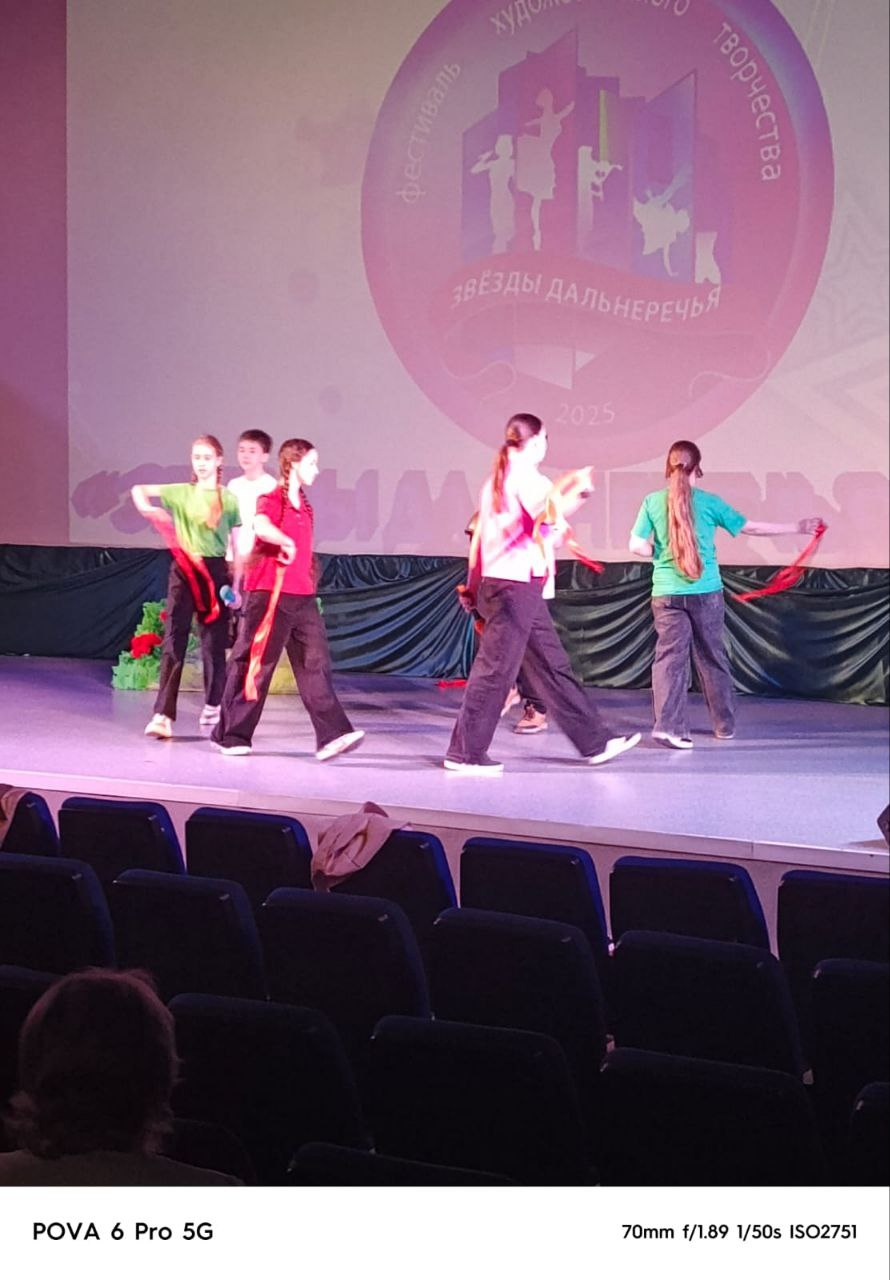 фестиваль художественного творчества
ЗВЁЗДЫ ДАЛЬНЕРЕЧЬЯ
2025
POVA 6 Pro 5G
70mm f/1.89 1/50s ISO2751